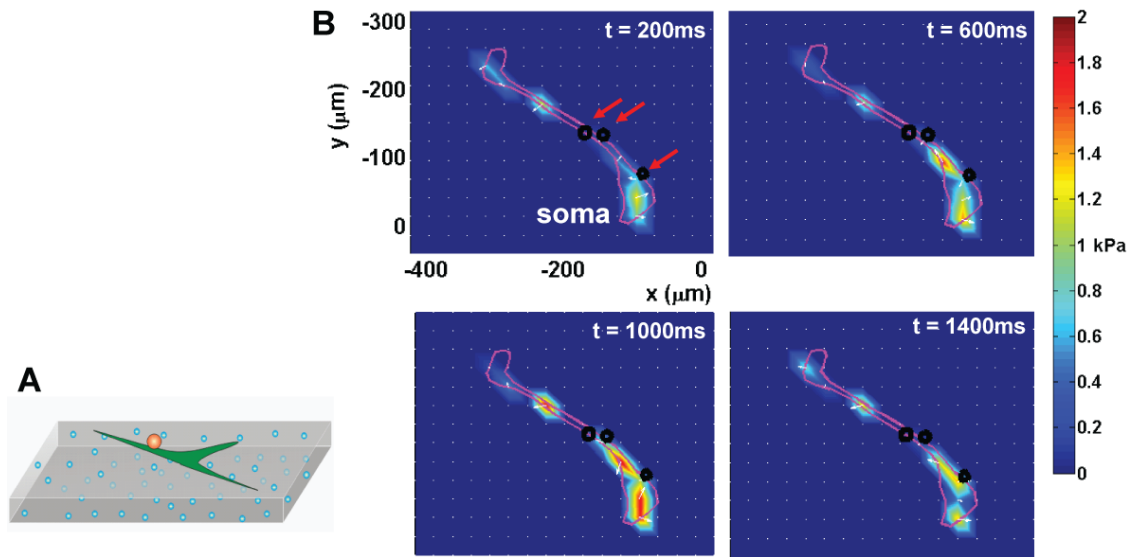 B
-300
-200
-100
0
y (μm)
t = 200ms
soma
-400
-200
0
x (μm)
t = 600ms
2
1.8
1.6
1.4
1.2
1 kPa
0.8
0.6
0.4
0.2
0
t = 1000ms
t = 1400ms
A